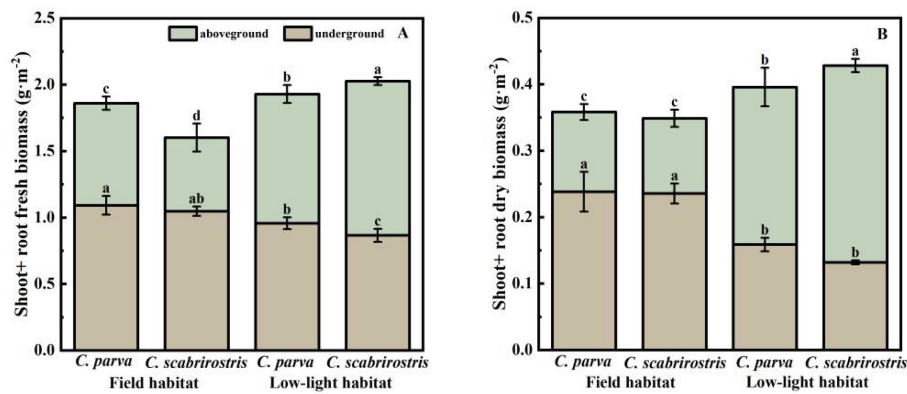 Shoot+ root fresh biomass (g·m⁻²)
2.5
2.0
1.5
1.0
0.5
0.0
aboveground underground A
c
d
b
a
a
ab
b
c
C. parva C. scabrirostris C. parva C. scabrirostris
Field habitat Low-light habitat
Shoot+ root dry biomass (g·m⁻²)
0.5
0.4
0.3
0.2
0.1
0.0
B
c
c
b
a
a
a
b
b
C. parva C. scabrirostris C. parva C. scabrirostris
Field habitat Low-light habitat